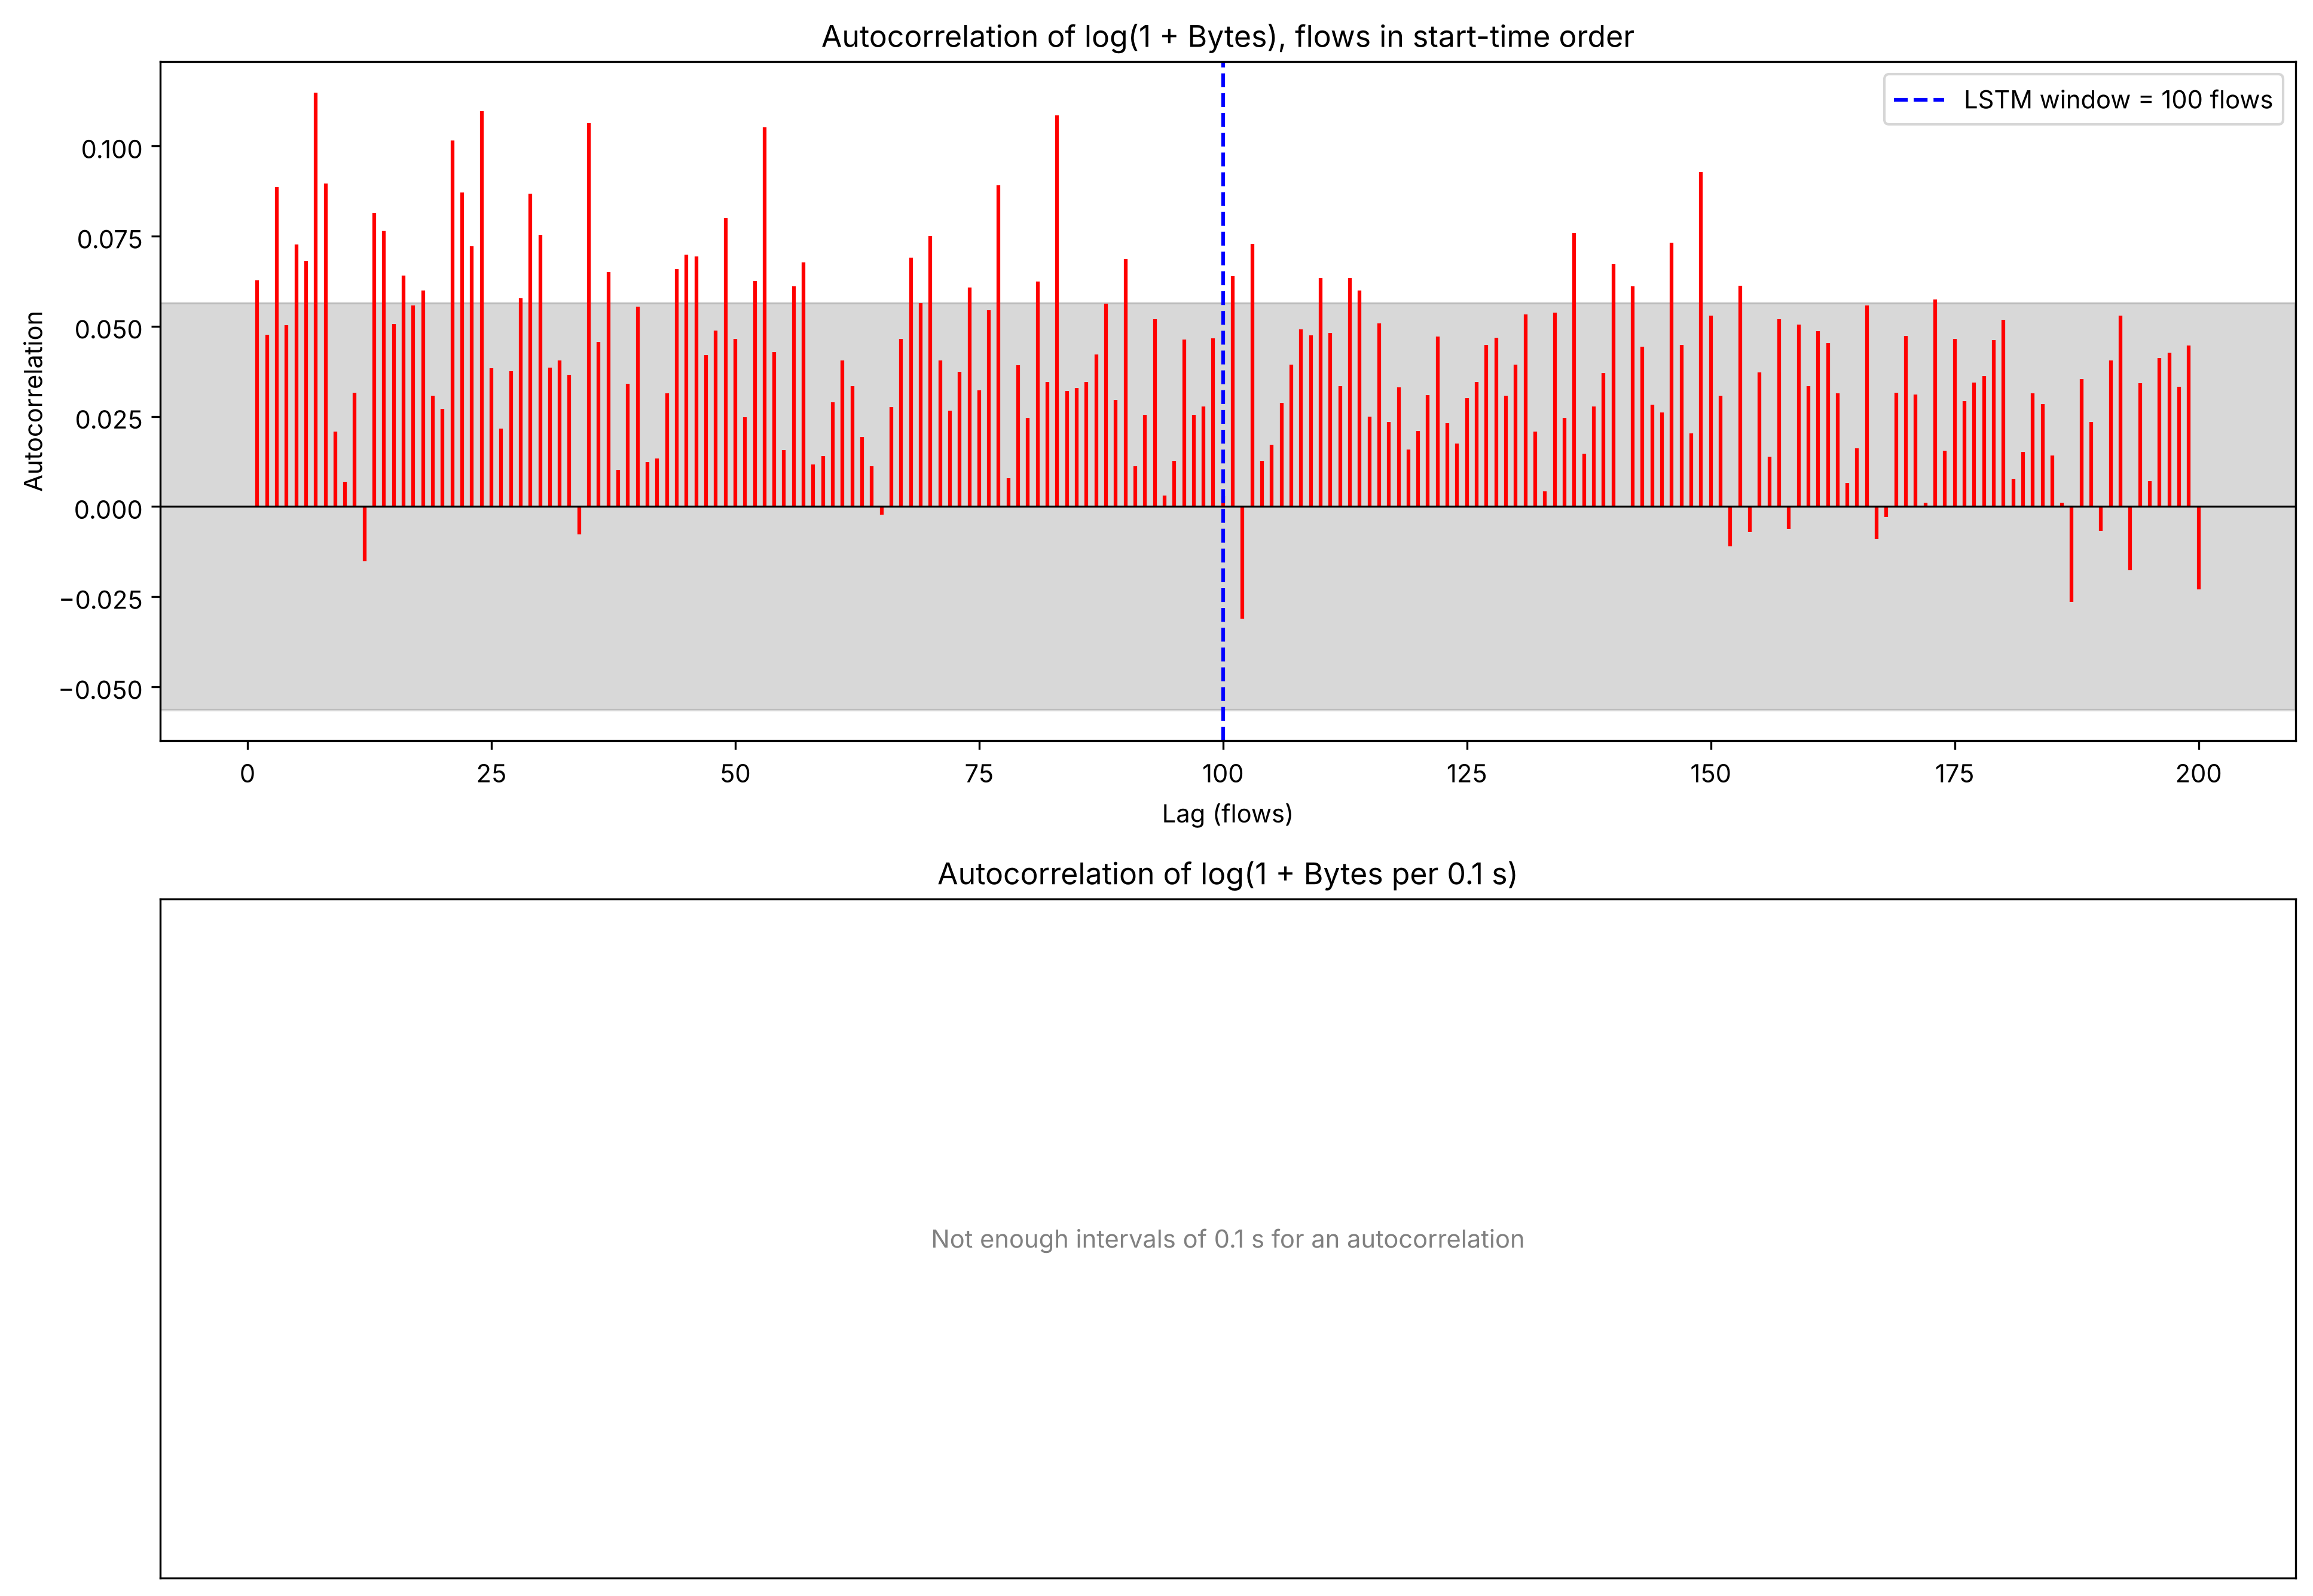 Autocorrelation of log(1 + Bytes), flows in start-time order
LSTM window = 100 flows
Autocorrelation
0.100
0.075
0.050
0.025
0.000
−0.025
−0.050
0 25 50 75 100 125 150 175 200
Lag (flows)
Autocorrelation of log(1 + Bytes per 0.1 s)
Not enough intervals of 0.1 s for an autocorrelation